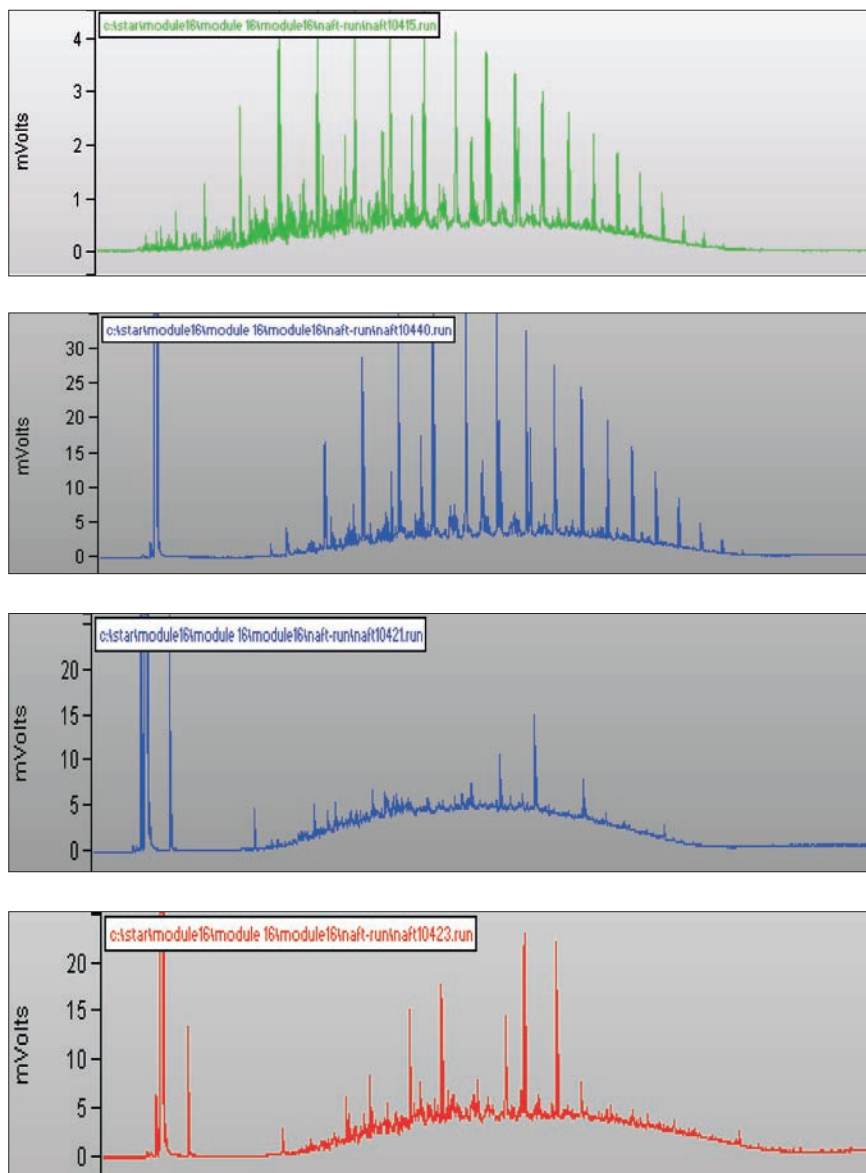 c:\star\module16\module 16\module16\naft-run\naft10415.run
mVolts
4
3
2
1
0
c:\star\module16\module 16\module16\naft-run\naft10440.run
mVolts
30
25
20
15
10
5
0
c:\star\module16\module 16\module16\naft-run\naft10421.run
mVolts
20
15
10
5
0
c:\star\module16\module 16\module16\naft-run\naft10423.run
mVolts
20
15
10
5
0